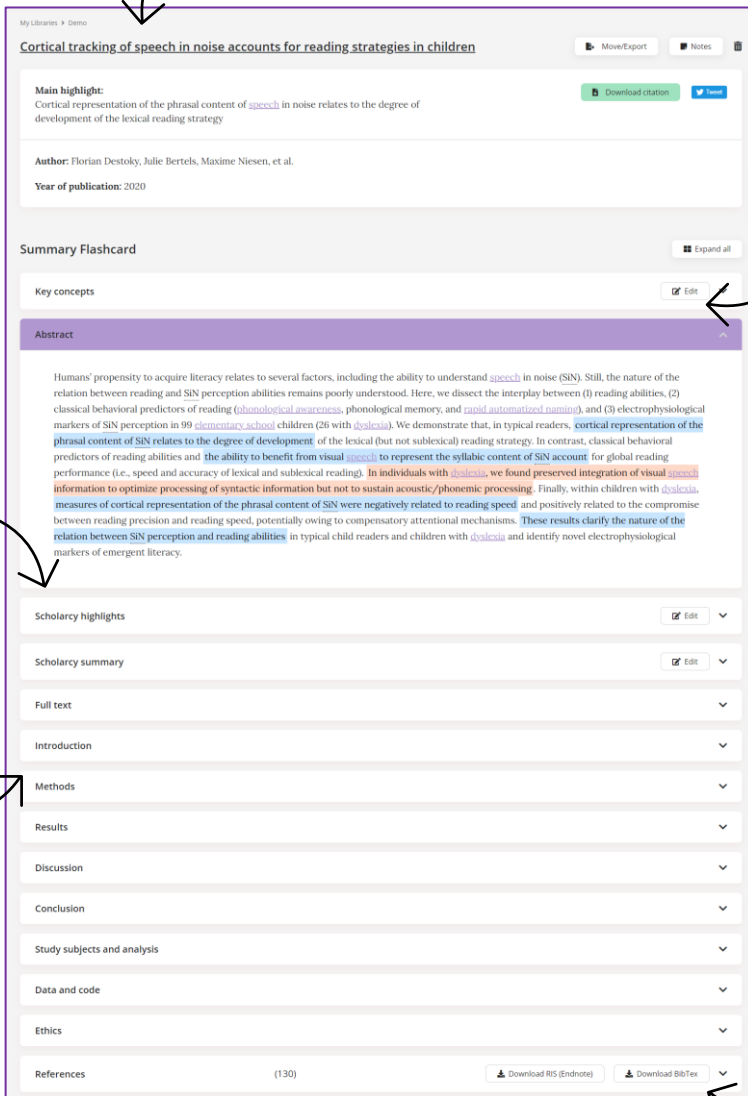 My Libraries > Demo
Cortical tracking of speech in noise accounts for reading strategies in children
Move/Export
Notes
Main highlight:
Cortical representation of the phrasal content of speech in noise relates to the degree of
development of the lexical reading strategy
Download citation
Tweet
Author: Florian Destoky, Julie Bertels, Maxime Niesen, et al.
Year of publication: 2020
Summary Flashcard
Expand all
Key concepts
Edit
Abstract
Humans' propensity to acquire literacy relates to several factors, including the ability to understand speech in noise (SiN). Still, the nature of the
relation between reading and SiN perception abilities remains poorly understood. Here, we dissect the interplay between (1) reading abilities, (2)
classical behavioral predictors of reading (phonological awareness, phonological memory, and rapid automatized naming), and (3) electrophysiological
markers of SiN perception in 99 elementary school children (26 with dyslexia). We demonstrate that, in typical readers, cortical representation of the
phrasal content of SiN relates to the degree of development of the lexical (but not sublexical) reading strategy. In contrast, classical behavioral
predictors of reading abilities and the ability to benefit from visual speech to represent the syllabic content of SiN account for global reading
performance (i.e., speed and accuracy of lexical and sublexical reading). In individuals with dyslexia, we found preserved integration of visual speech
information to optimize processing of syntactic information but not to sustain acoustic/phonemic processing. Finally, within children with dyslexia,
measures of cortical representation of the phrasal content of SiN were negatively related to reading speed and positively related to the compromise
between reading precision and reading speed, potentially owing to compensatory attentional mechanisms. These results clarify the nature of the
relation between SiN perception and reading abilities in typical child readers and children with dyslexia and identify novel electrophysiological
markers of emergent literacy.
Scholarcy highlights
Edit
Scholarcy summary
Edit
Full text
Introduction
Methods
Results
Discussion
Conclusion
Study subjects and analysis
Data and code
Ethics
References
(130)
Download RIS (Endnote)
Download BibTex